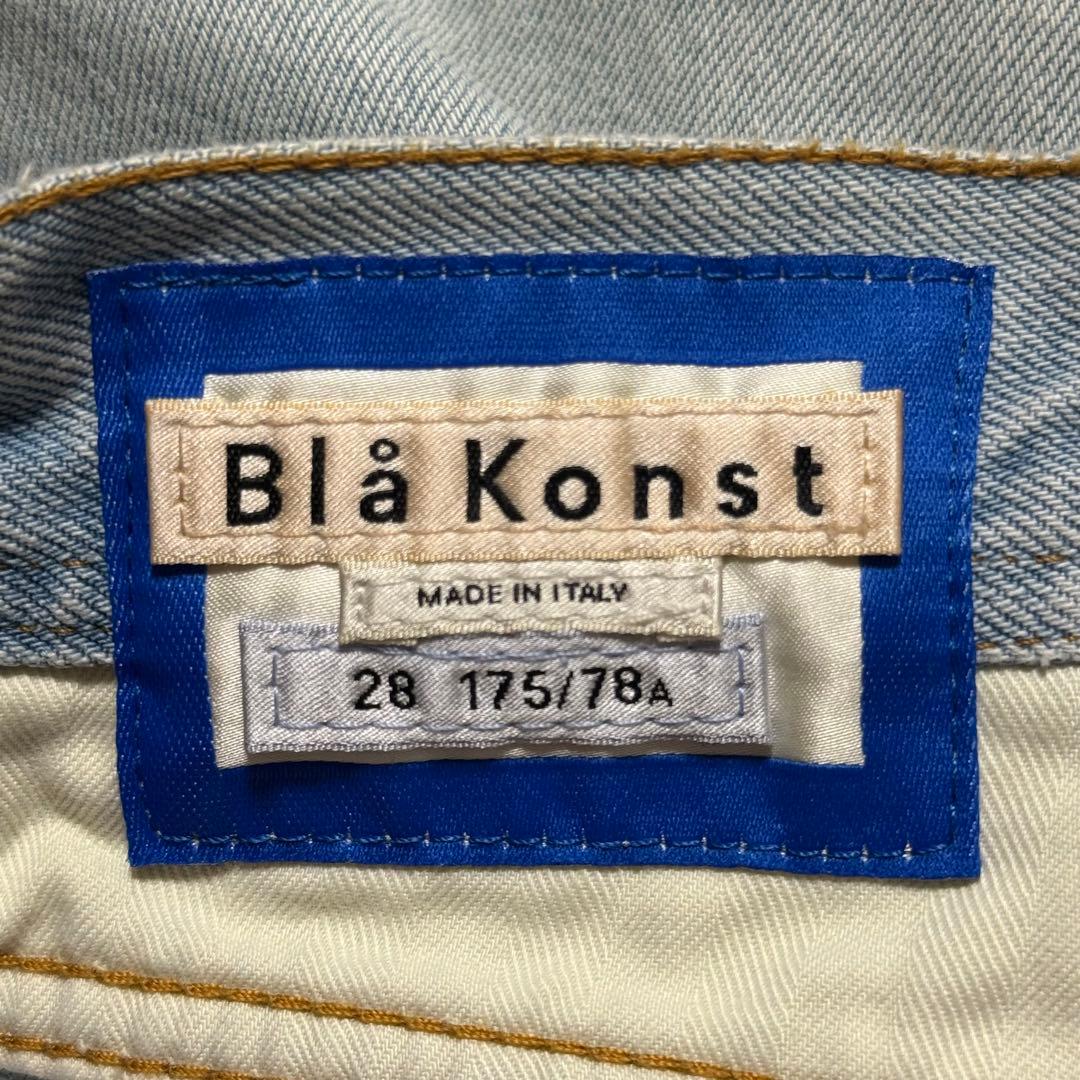 Blå Konst
MADE IN ITALY
28 175/78A